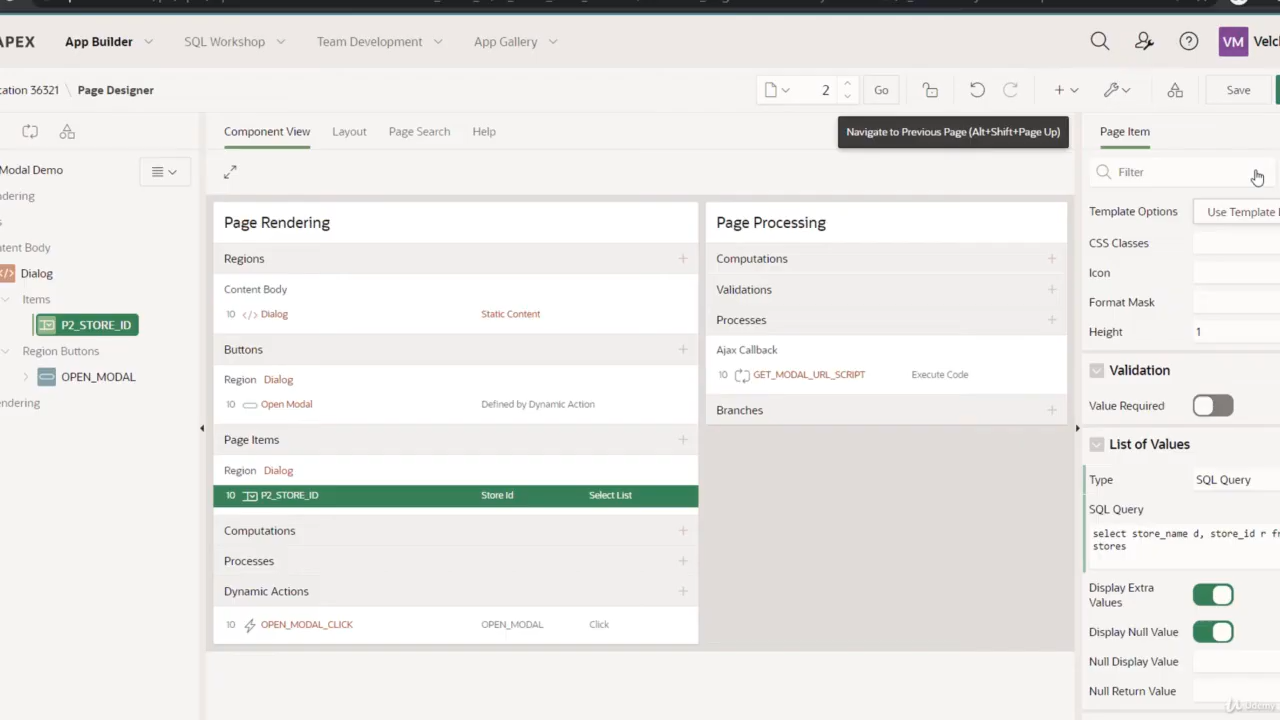 APEX App Builder SQL Workshop Team Development App Gallery VM Velch
cation 36321 \ Page Designer 2 Go Save
Component View Layout Page Search Help Navigate to Previous Page (Alt+Shift+Page Up) Page Item
Modal Demo
Filter
ndering
Template Options Use Template
s
CSS Classes
tent Body
Icon
Dialog
Items
Format Mask
P2_STORE_ID
Height 1
Region Buttons
OPEN_MODAL
ndering
Page Rendering
Regions
Content Body
10 </> Dialog Static Content
Buttons
Region Dialog
10 Open Modal Defined by Dynamic Action
Page Items
Region Dialog
10 P2_STORE_ID Store Id Select List
Computations
Processes
Dynamic Actions
10 OPEN_MODAL_CLICK OPEN_MODAL Click
Page Processing
Computations
Validations
Processes
Ajax Callback
10 GET_MODAL_URL_SCRIPT Execute Code
Branches
Validation
Value Required
List of Values
Type SQL Query
SQL Query
select store_name d, store_id r fr
stores
Display Extra
Values
Display Null Value
Null Display Value
Null Return Value
Udemy